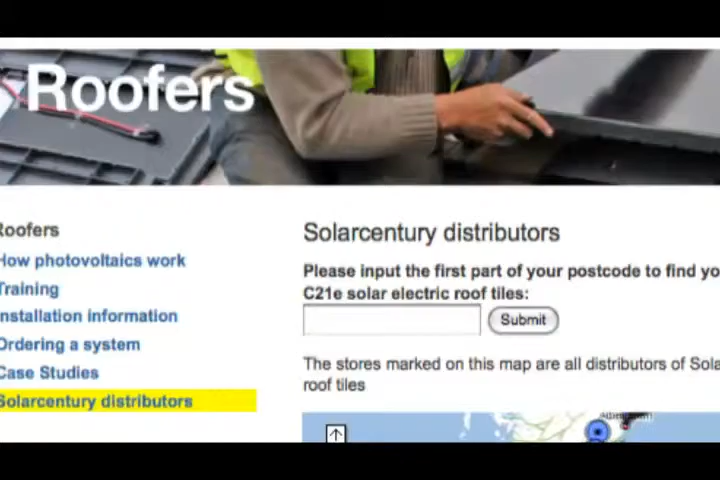 Roofers
Roofers
How photovoltaics work
Training
Installation information
Ordering a system
Case Studies
Solarcentury distributors
Solarcentury distributors
Please input the first part of your postcode to find yo
C21e solar electric roof tiles:
Submit
The stores marked on this map are all distributors of Sola
roof tiles